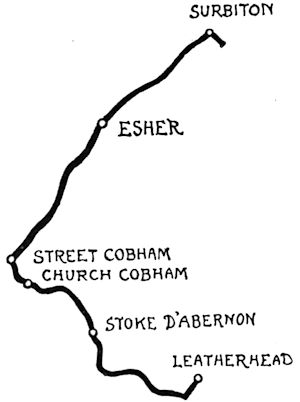 SURBITON
ESHER
STREET COBHAM
CHURCH COBHAM
STOKE D'ABERNON
LEATHERHEAD